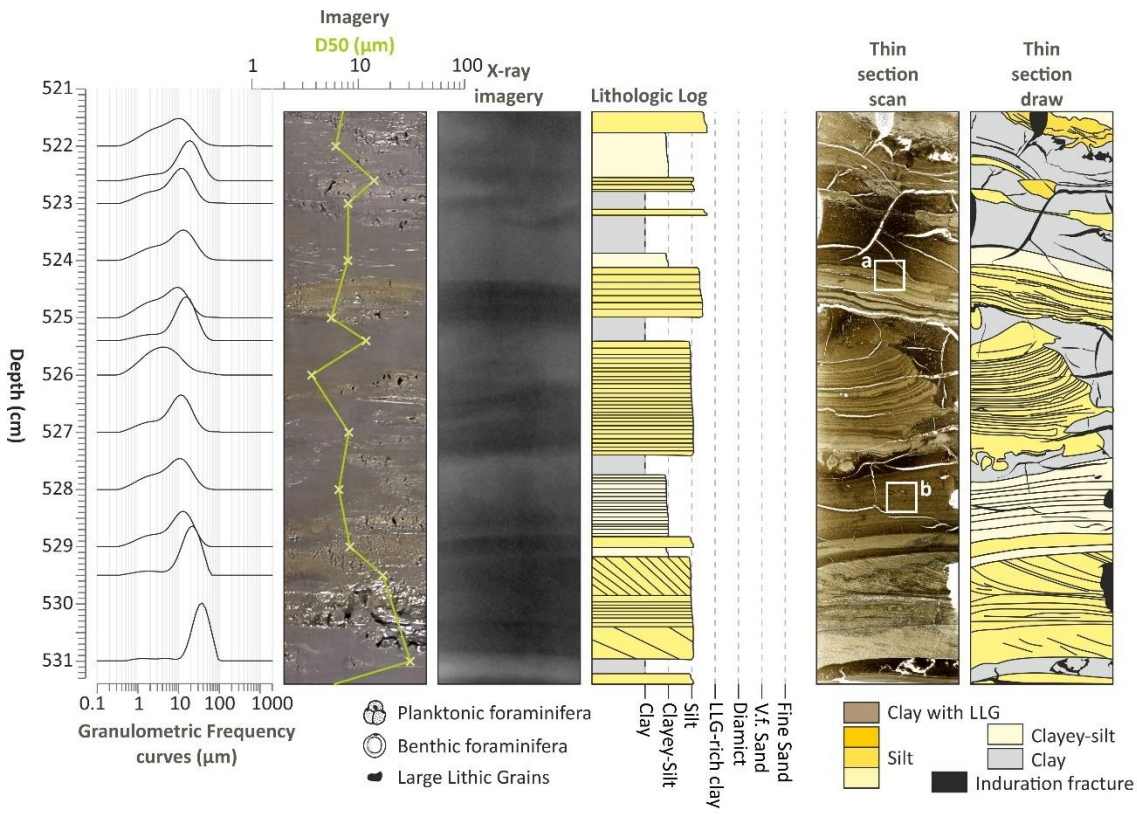 Imagery
D50 (µm)
1
10
100
X-ray
imagery
Lithologic Log
Thin
section
scan
Thin
section
draw
521
522
523
524
525
526
527
528
529
530
531
Depth (cm)
a
b
0.1
1
10
100
1000
Granulometric Frequency
curves (µm)
Planktonic foraminifera
Benthic foraminifera
Large Lithic Grains
Clay
Clayey-Silt
Silt
LLG-rich clay
Diamict
V.f. Sand
Fine Sand
Clay with LLG
Silt
Clayey-silt
Clay
Induration fracture